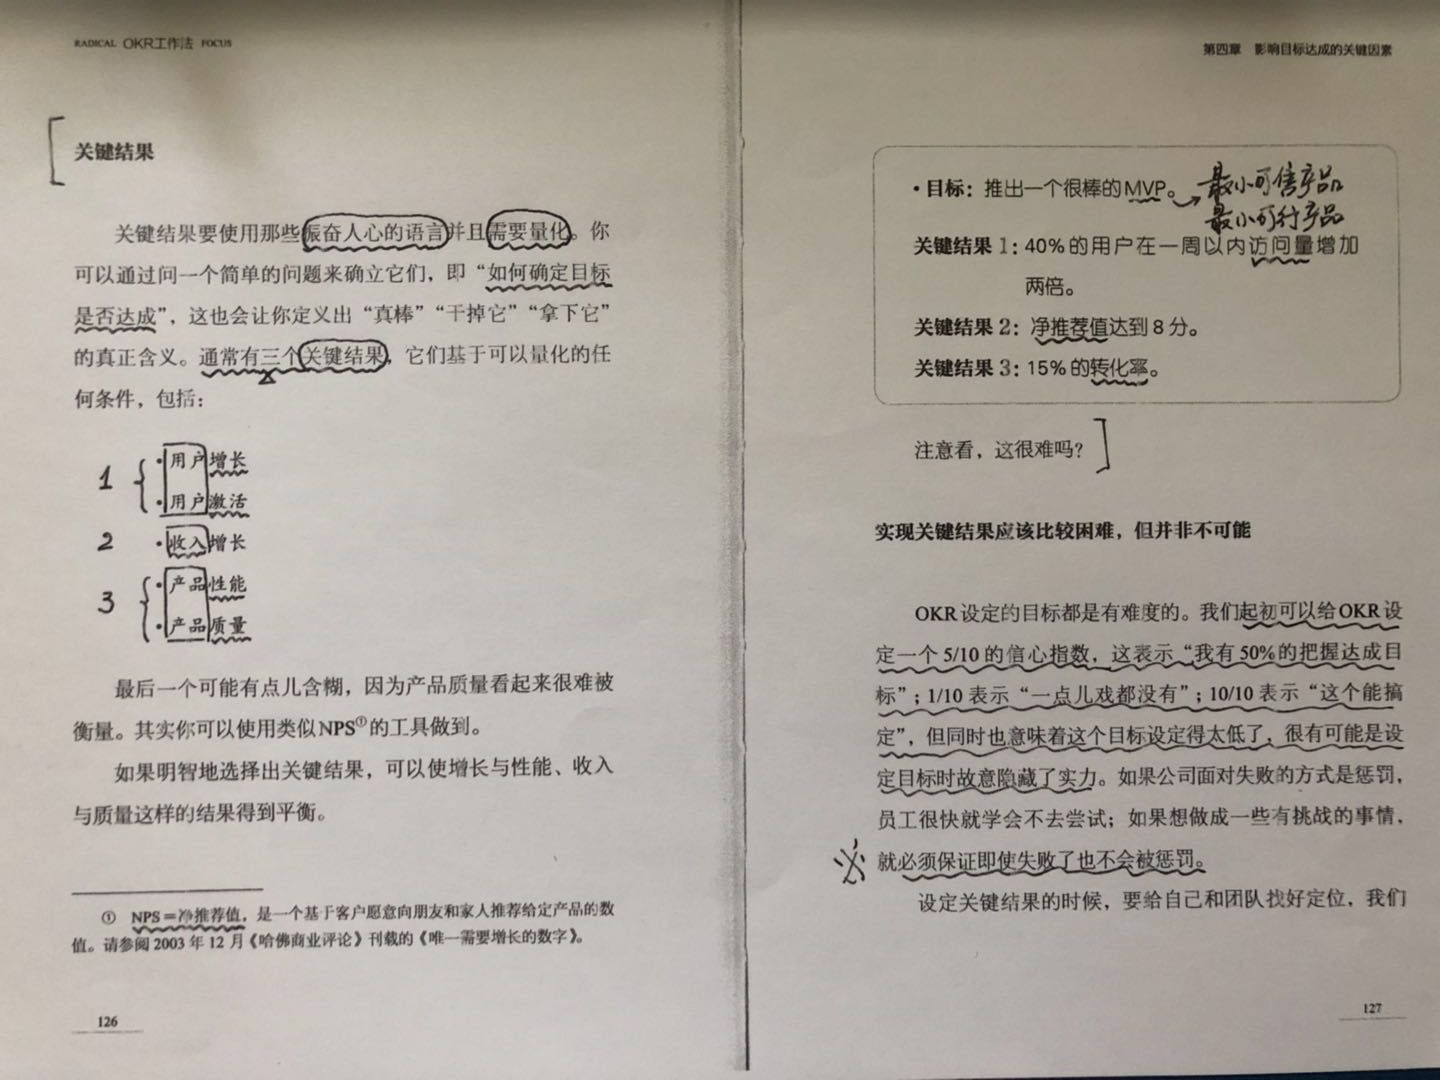 RADICAL OKR工作法 FOCUS
关键结果
关键结果要使用那些振奋人心的语言并且需要量化。你
可以通过问一个简单的问题来确立它们，即“如何确定目标
是否达成”，这也会让你定义出“真棒”“干掉它”“拿下它”
的真正含义。通常有三个关键结果，它们基于可以量化的任
何条件，包括：
1
·用户增长
·用户激活
2 ·收入增长
3
·产品性能
·产品质量
最后一个可能有点儿含糊，因为产品质量看起来很难被
衡量。其实你可以使用类似NPS①的工具做到。
如果明智地选择出关键结果，可以使增长与性能、收入
与质量这样的结果得到平衡。
① NPS=净推荐值，是一个基于客户愿意向朋友和家人推荐给定产品的数
值。请参阅2003年12月《哈佛商业评论》刊载的《唯一需要增长的数字》。
126
第四章 影响目标达成的关键因素
·目标：推出一个很棒的MVP。→最小可售产品
最小可行产品
关键结果1：40%的用户在一周以内访问量增加
两倍。
关键结果2：净推荐值达到8分。
关键结果3：15%的转化率。
注意看，这很难吗？
实现关键结果应该比较困难，但并非不可能
OKR设定的目标都是有难度的。我们起初可以给OKR设
定一个5/10的信心指数，这表示“我有50%的把握达成目
标”；1/10表示“一点儿戏都没有”；10/10表示“这个能搞
定”，但同时也意味着这个目标设定得太低了，很有可能是设
定目标时故意隐藏了实力。如果公司面对失败的方式是惩罚，
员工很快就学会不去尝试；如果想做成一些有挑战的事情，
就必须保证即使失败了也不会被惩罚。
设定关键结果的时候，要给自己和团队找好定位，我们
127